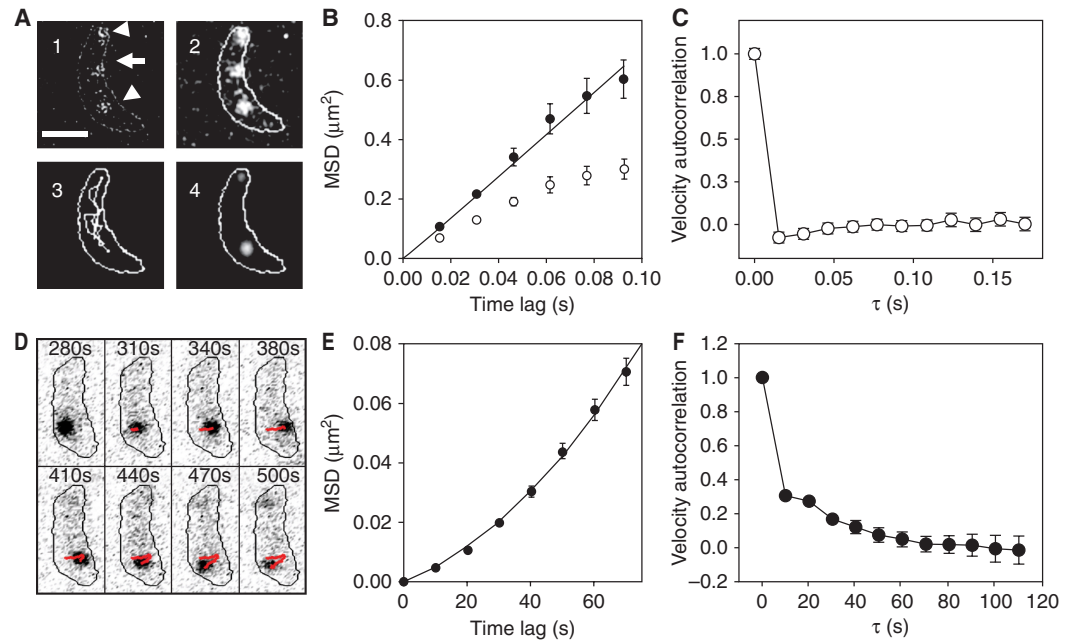 A
1
2
3
4
B
MSD (μm²)
0.8
0.6
0.4
0.2
0.0
0.00 0.02 0.04 0.06 0.08 0.10
Time lag (s)
C
Velocity autocorrelation
1.0
0.8
0.5
0.3
0.0
0.00 0.05 0.10 0.15
τ (s)
D
280s 310s 340s 380s
410s 440s 470s 500s
E
MSD (μm²)
0.08
0.06
0.04
0.02
0.00
0 20 40 60
Time lag (s)
F
Velocity autocorrelation
1.2
1.0
0.8
0.6
0.4
0.2
0.0
−0.2
0 20 40 60 80 100 120
τ (s)